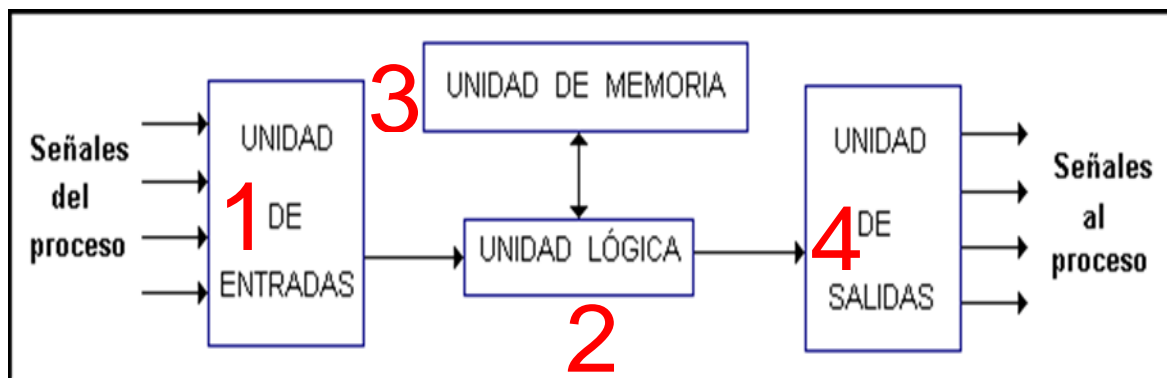 Señales
del
proceso
1
UNIDAD
DE
ENTRADAS
3
UNIDAD DE MEMORIA
UNIDAD LÓGICA
2
4
UNIDAD
DE
SALIDAS
Señales
al
proceso